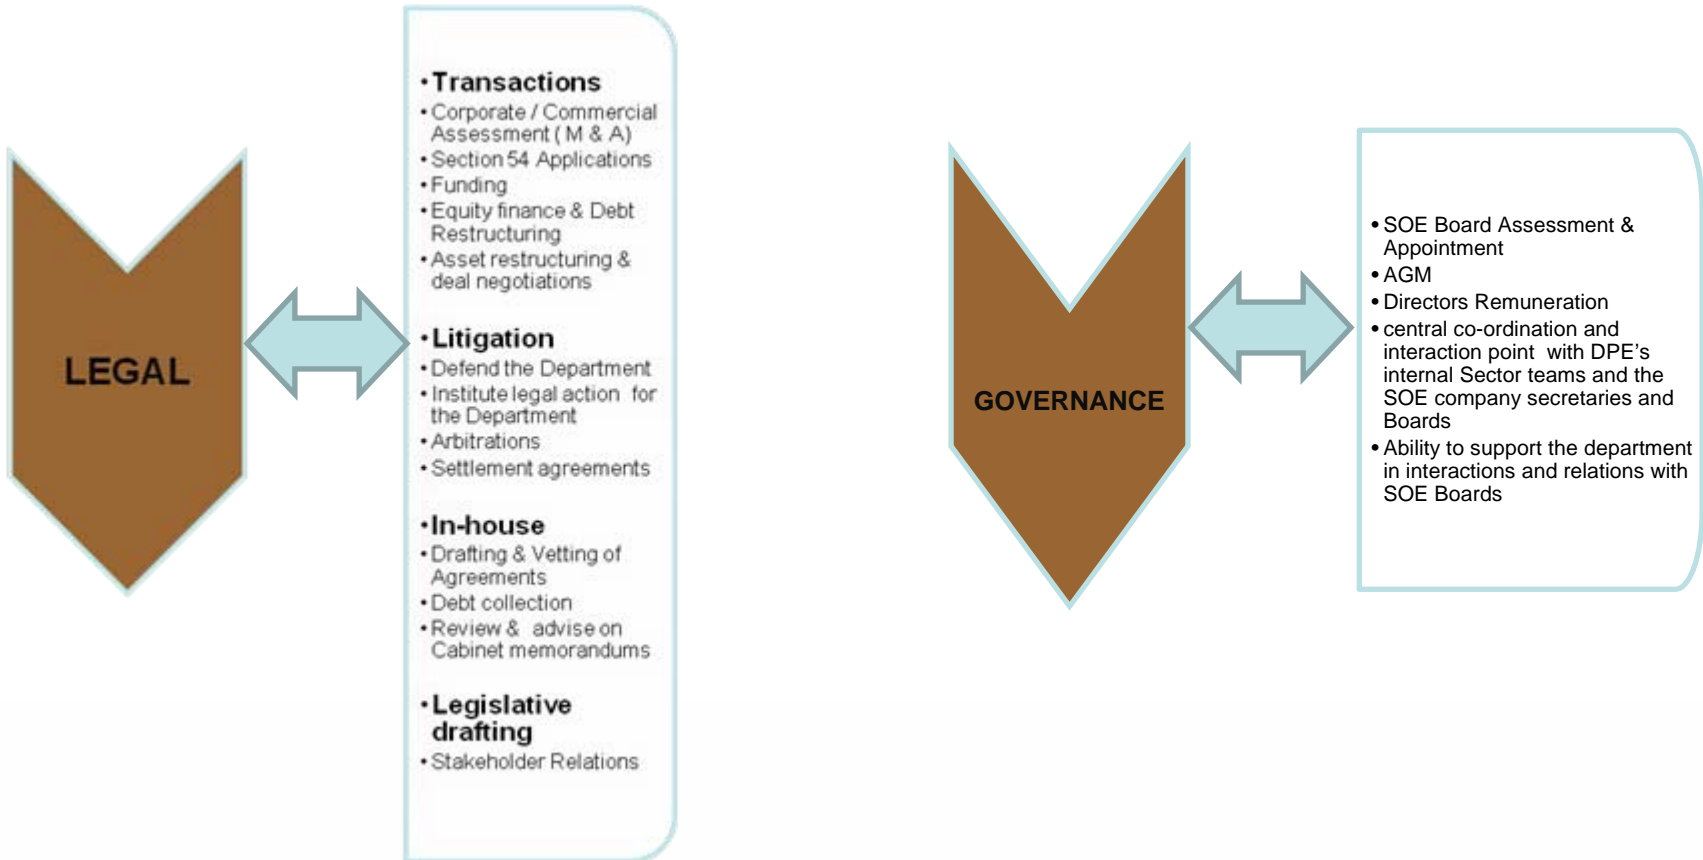 LEGAL
•Transactions
•Corporate / Commercial
Assessment ( M & A)
•Section 54 Applications
•Funding
•Equity finance & Debt
Restructuring
•Asset restructuring &
deal negotiations
•Litigation
•Defend the Department
•Institute legal action for
the Department
•Arbitrations
•Settlement agreements
•In-house
•Drafting & Vetting of
Agreements
•Debt collection
•Review & advise on
Cabinet memorandums
•Legislative
drafting
•Stakeholder Relations
GOVERNANCE
•SOE Board Assessment &
Appointment
•AGM
•Directors Remuneration
•central co-ordination and
interaction point with DPE’s
internal Sector teams and the
SOE company secretaries and
Boards
•Ability to support the department
in interactions and relations with
SOE Boards